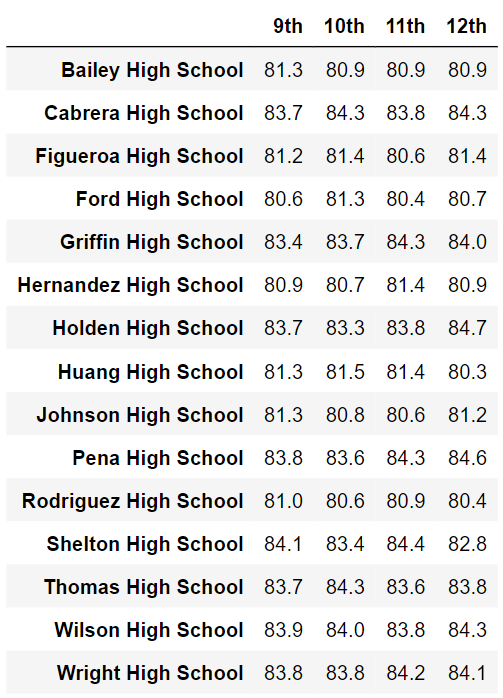 9th 10th 11th 12th
Bailey High School 81.3 80.9 80.9 80.9
Cabrera High School 83.7 84.3 83.8 84.3
Figueroa High School 81.2 81.4 80.6 81.4
Ford High School 80.6 81.3 80.4 80.7
Griffin High School 83.4 83.7 84.3 84.0
Hernandez High School 80.9 80.7 81.4 80.9
Holden High School 83.7 83.3 83.8 84.7
Huang High School 81.3 81.5 81.4 80.3
Johnson High School 81.3 80.8 80.6 81.2
Pena High School 83.8 83.6 84.3 84.6
Rodriguez High School 81.0 80.6 80.9 80.4
Shelton High School 84.1 83.4 84.4 82.8
Thomas High School 83.7 84.3 83.6 83.8
Wilson High School 83.9 84.0 83.8 84.3
Wright High School 83.8 83.8 84.2 84.1